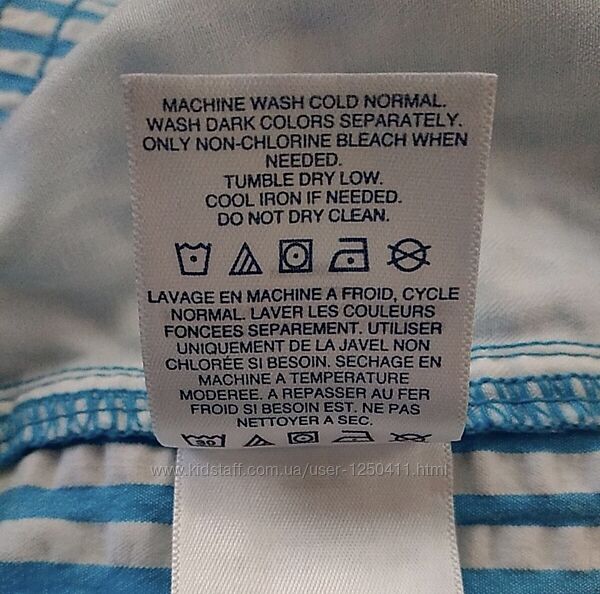 MACHINE WASH COLD NORMAL.
WASH DARK COLORS SEPARATELY.
ONLY NON-CHLORINE BLEACH WHEN
NEEDED.
TUMBLE DRY LOW.
COOL IRON IF NEEDED.
DO NOT DRY CLEAN.
LAVAGE EN MACHINE A FROID, CYCLE
NORMAL. LAVER LES COULEURS
FONCEES SEPAREMENT. UTILISER
UNIQUEMENT DE LA JAVEL NON
CHLORÉE SI BESOIN. SECHAGE EN
MACHINE A TEMPERATURE
MODEREE. A REPASSER AU FER
FROID SI BESOIN EST. NE PAS
NETTOYER A SEC.
30
www.kidstaff.com.ua/user-1250411.html